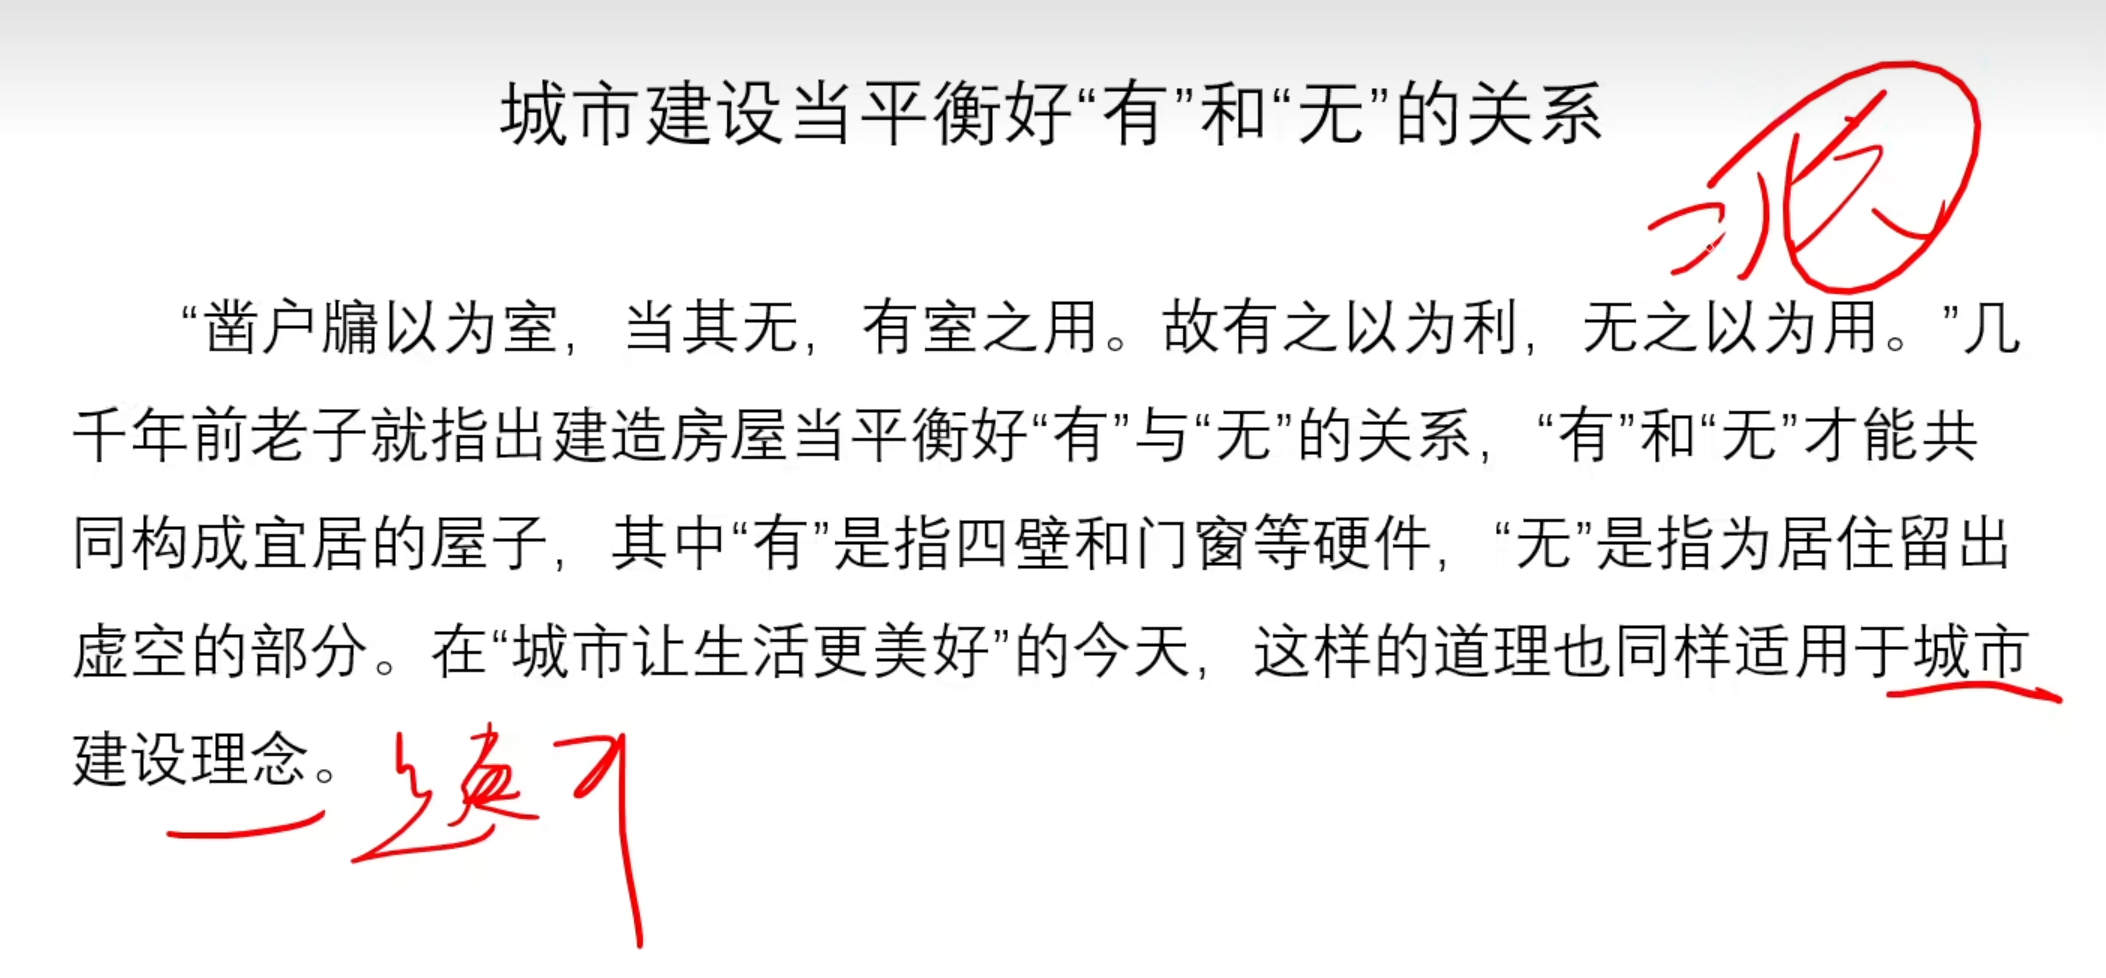 城市建设当平衡好“有”和“无”的关系
“凿户牖以为室，当其无，有室之用。故有之以为利，无之以为用。”几
千年前老子就指出建造房屋当平衡好“有”与“无”的关系，“有”和“无”才能共
同构成宜居的屋子，其中“有”是指四壁和门窗等硬件，“无”是指为居住留出
虚空的部分。在“城市让生活更美好”的今天，这样的道理也同样适用于城市
建设理念。